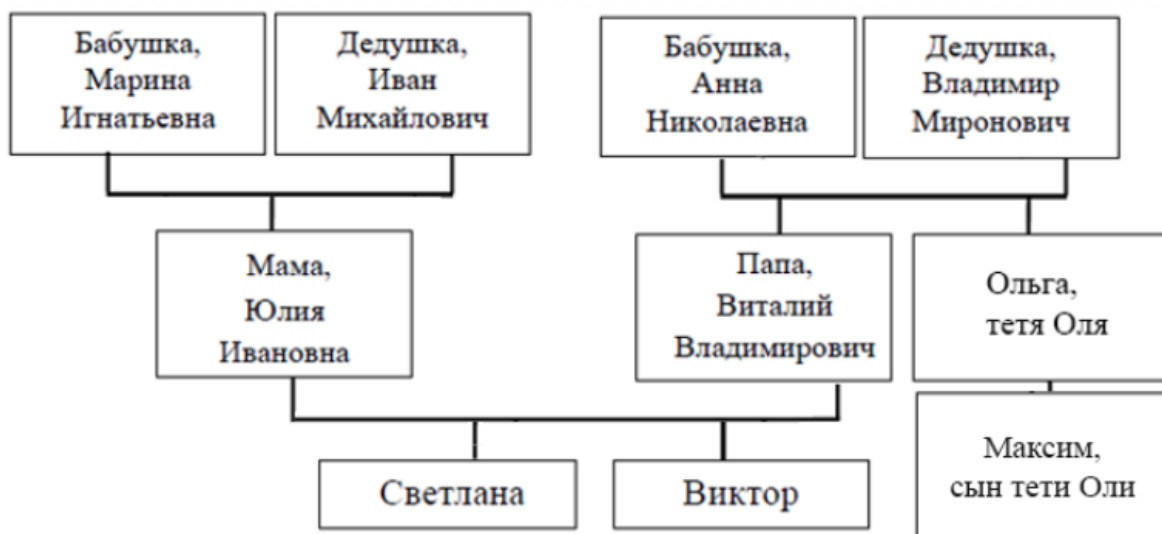 Бабушка,
Марина
Игнатьевна
Дедушка,
Иван
Михайлович
Бабушка,
Анна
Николаевна
Дедушка,
Владимир
Миронович
Мама,
Юлия
Ивановна
Папа,
Виталий
Владимирович
Ольга,
тетя Оля
Светлана
Виктор
Максим,
сын тети Оли